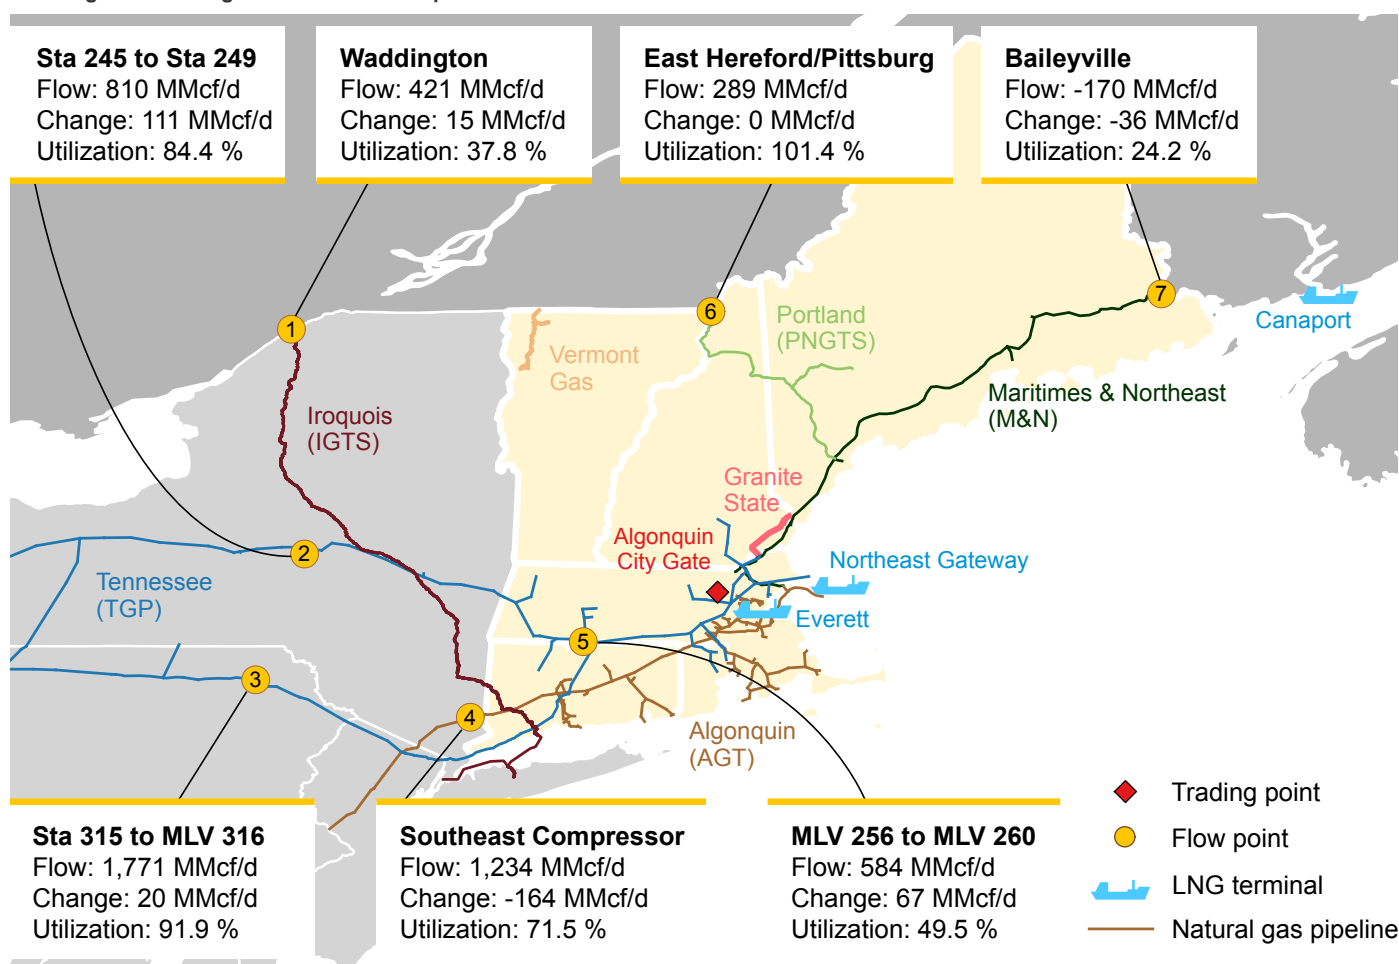 Sta 245 to Sta 249
Flow: 810 MMcf/d
Change: 111 MMcf/d
Utilization: 84.4 %
Waddington
Flow: 421 MMcf/d
Change: 15 MMcf/d
Utilization: 37.8 %
East Hereford/Pittsburg
Flow: 289 MMcf/d
Change: 0 MMcf/d
Utilization: 101.4 %
Baileyville
Flow: -170 MMcf/d
Change: -36 MMcf/d
Utilization: 24.2 %
1
6
7
Portland
(PNGTS)
Canaport
Vermont
Gas
Maritimes & Northeast
(M&N)
Iroquois
(IGTS)
Granite
State
Algonquin
City Gate
2
Northeast Gateway
Tennessee
(TGP)
Everett
5
3
4
Algonquin
(AGT)
Sta 315 to MLV 316
Flow: 1,771 MMcf/d
Change: 20 MMcf/d
Utilization: 91.9 %
Southeast Compressor
Flow: 1,234 MMcf/d
Change: -164 MMcf/d
Utilization: 71.5 %
MLV 256 to MLV 260
Flow: 584 MMcf/d
Change: 67 MMcf/d
Utilization: 49.5 %
Trading point
Flow point
LNG terminal
Natural gas pipeline